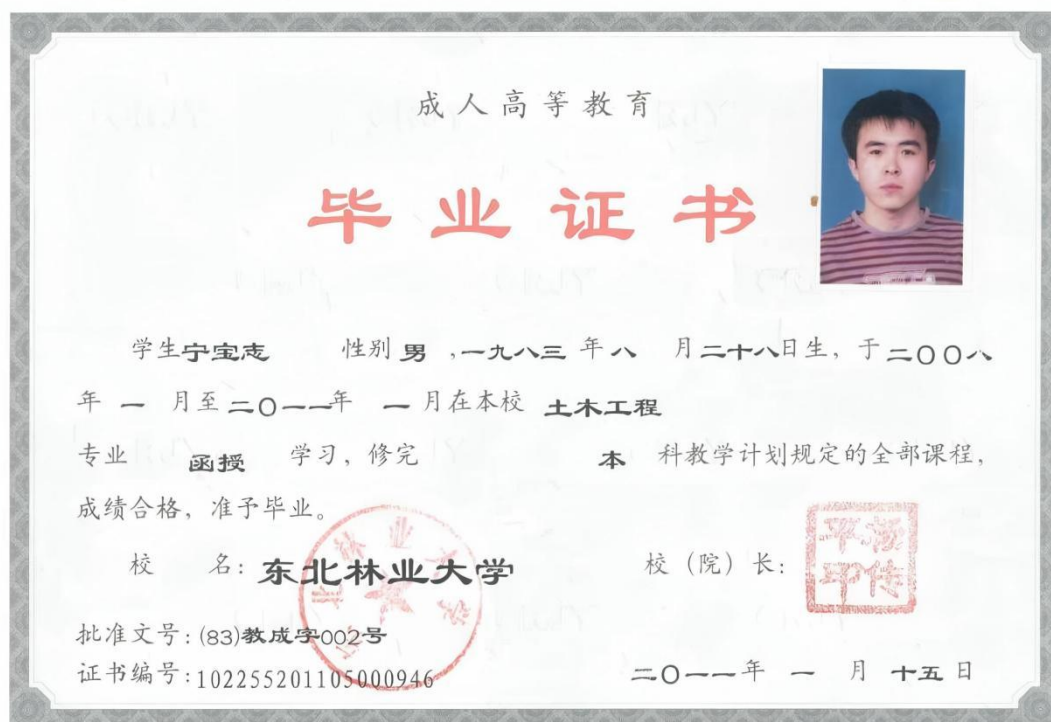 成人高等教育
毕业证书
学生宁宝志 性别男,一九八三年八月二十八日生,于二〇〇八
年一月至二〇一一年一月在本校土木工程
专业函授学习,修完本科教学计划规定的全部课程,
成绩合格,准予毕业。
校名:东北林业大学 校(院)长:
批准文号:(83)教成字002号
证书编号:102255201105000946 二〇一一年一月十五日